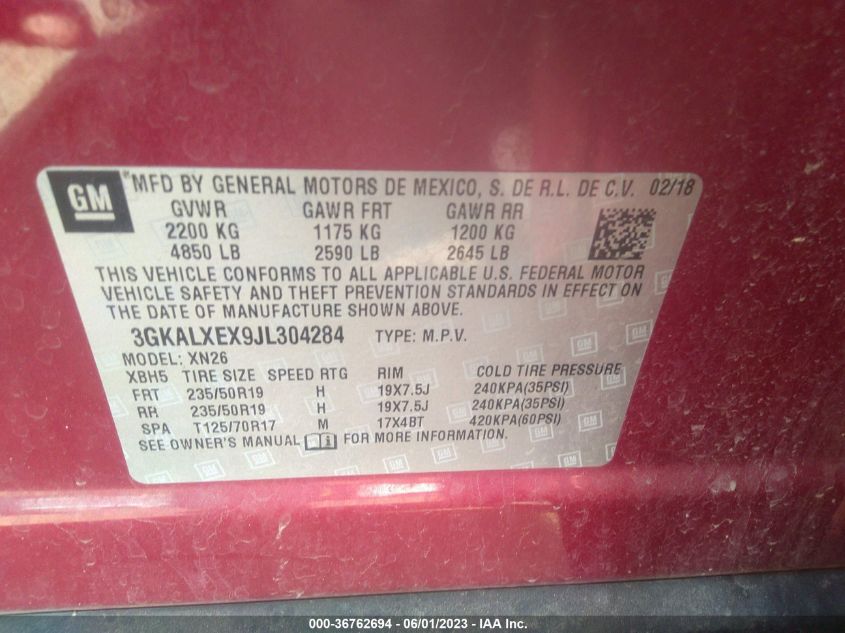 GM
MFD BY GENERAL MOTORS DE MEXICO, S. DE R.L. DE C.V. 02/18
GVWR GAWR FRT GAWR RR
2200 KG 1175 KG 1200 KG
4850 LB 2590 LB 2645 LB
THIS VEHICLE CONFORMS TO ALL APPLICABLE U.S. FEDERAL MOTOR
VEHICLE SAFETY AND THEFT PREVENTION STANDARDS IN EFFECT ON
THE DATE OF MANUFACTURE SHOWN ABOVE.
3GKALXEX9JL304284 TYPE: M.P.V.
MODEL: XN26
XBH5 TIRE SIZE SPEED RTG RIM COLD TIRE PRESSURE
FRT 235/50R19 H 19X7.5J 240KPA(35PSI)
RR 235/50R19 H 19X7.5J 240KPA(35PSI)
SPA T125/70R17 M 17X4BT 420KPA(60PSI)
SEE OWNER'S MANUAL FOR MORE INFORMATION.
000-36762694 - 06/01/2023 - IAA Inc.